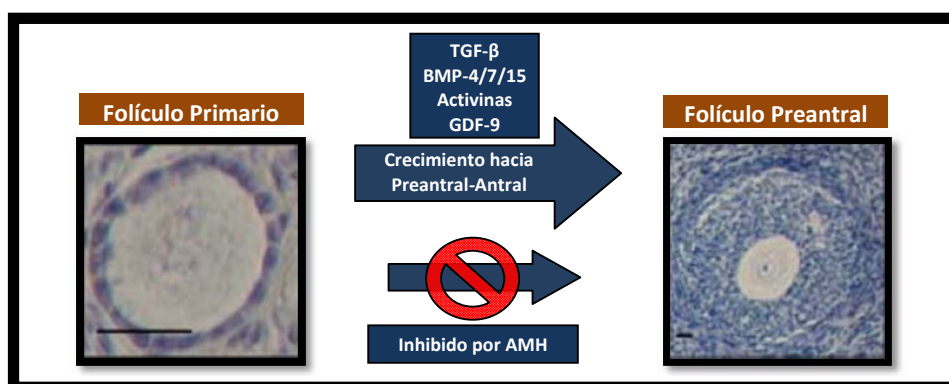 TGF-β
BMP-4/7/15
Activinas
GDF-9
Folículo Primario
Folículo Preantral
Crecimiento hacia
Preantral-Antral
Inhibido por AMH